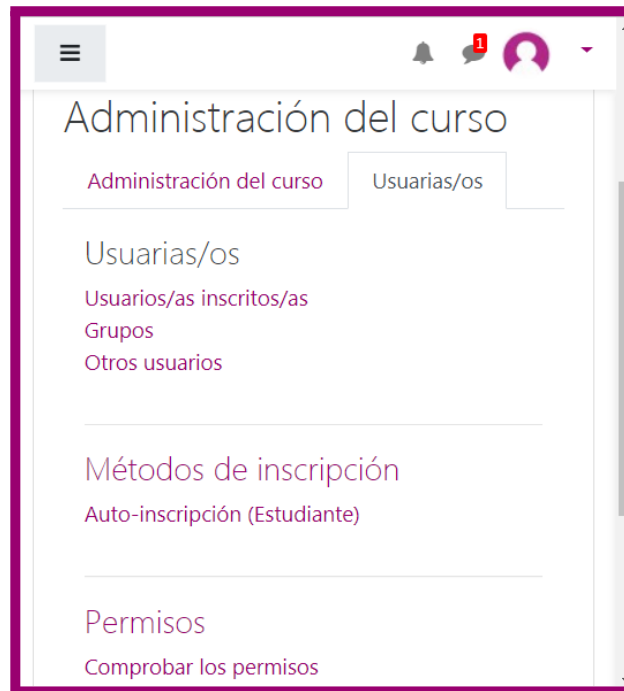 1
Administración del curso
Administración del curso Usuarias/os
Usuarias/os
Usuarios/as inscritos/as
Grupos
Otros usuarios
Métodos de inscripción
Auto-inscripción (Estudiante)
Permisos
Comprobar los permisos